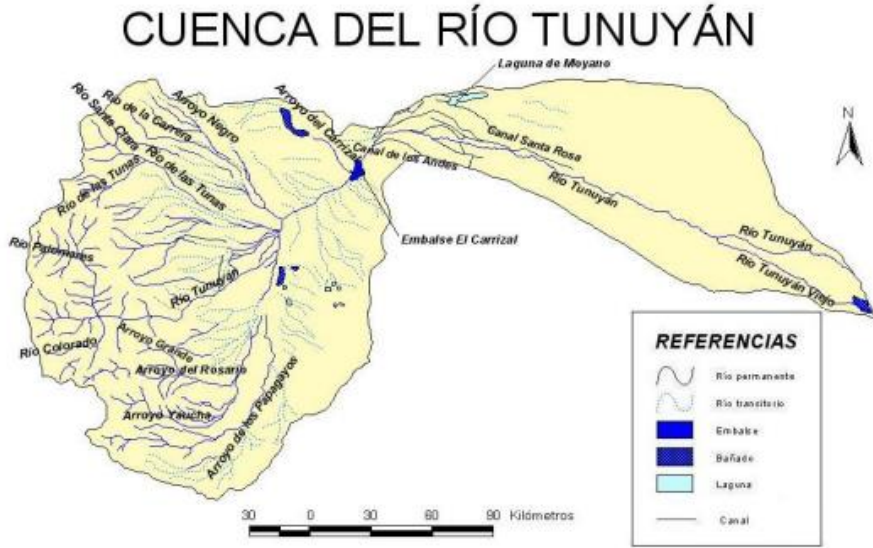 CUENCA DEL RÍO TUNUYÁN
Laguna de Moyano
Río Santa Clara
Río de la Carrera
Arroyo Negro
Arroyo del Carrizal
Canal de los Andes
Canal Santa Rosa
N
Río de las Tunas
Río de las Tunas
Río Tunuyán
Embalse El Carrizal
Río Tunuyán
Río Palomares
Río Tunuyán
Río Tunuyán Viejo
Río Colorado
Arroyo Grande
Arroyo del Rosario
Arroyo Yaucha
Arroyo de los Papagayos
REFERENCIAS
Río permanente
Río transitorio
Embalse
Bañado
Laguna
Canal
30 0 30 60 90 Kilómetros